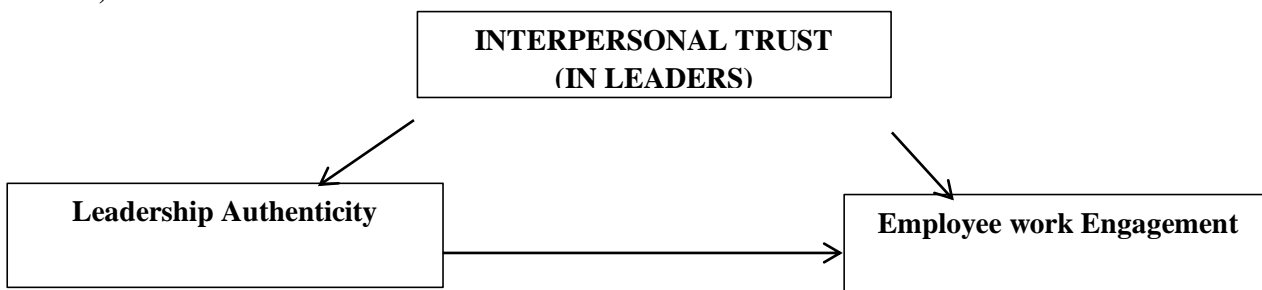 INTERPERSONAL TRUST
(IN LEADERS)
Leadership Authenticity
Employee work Engagement